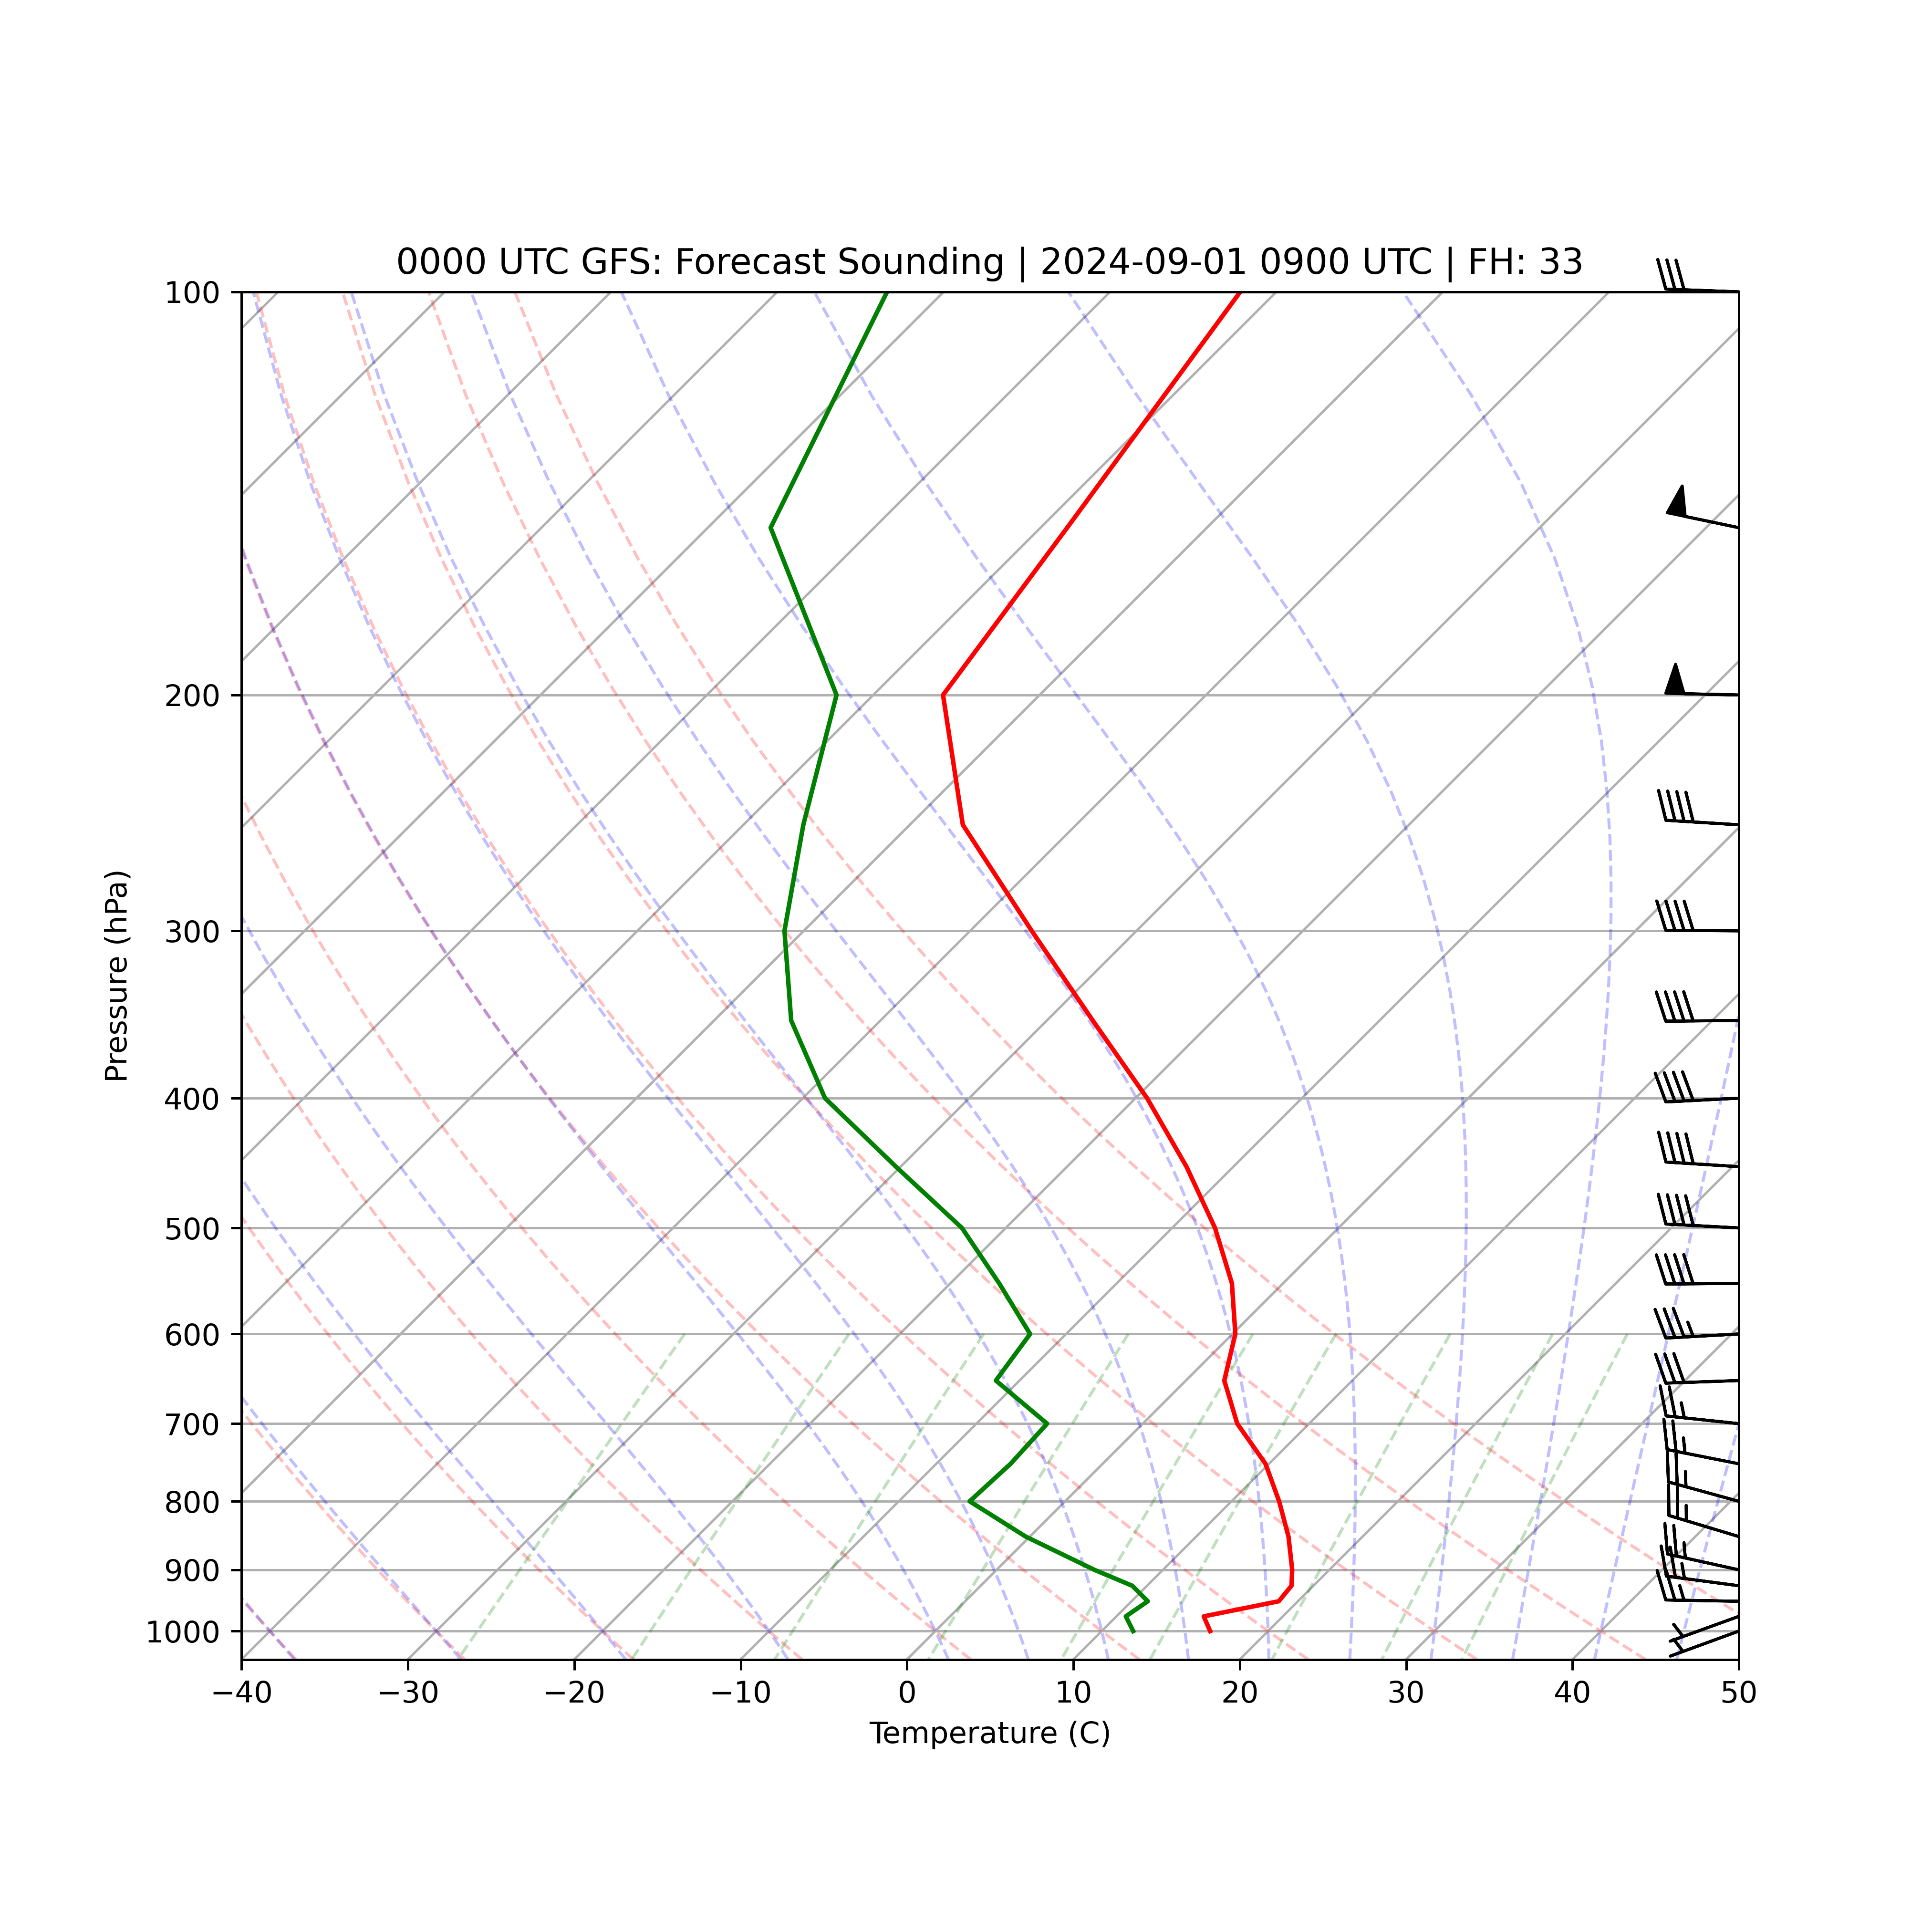 0000 UTC GFS: Forecast Sounding | 2024-09-01 0900 UTC | FH: 33
100
200
300
400
500
600
700
800
900
1000
Pressure (hPa)
−40 −30 −20 −10 0 10 20 30 40 50
Temperature (C)